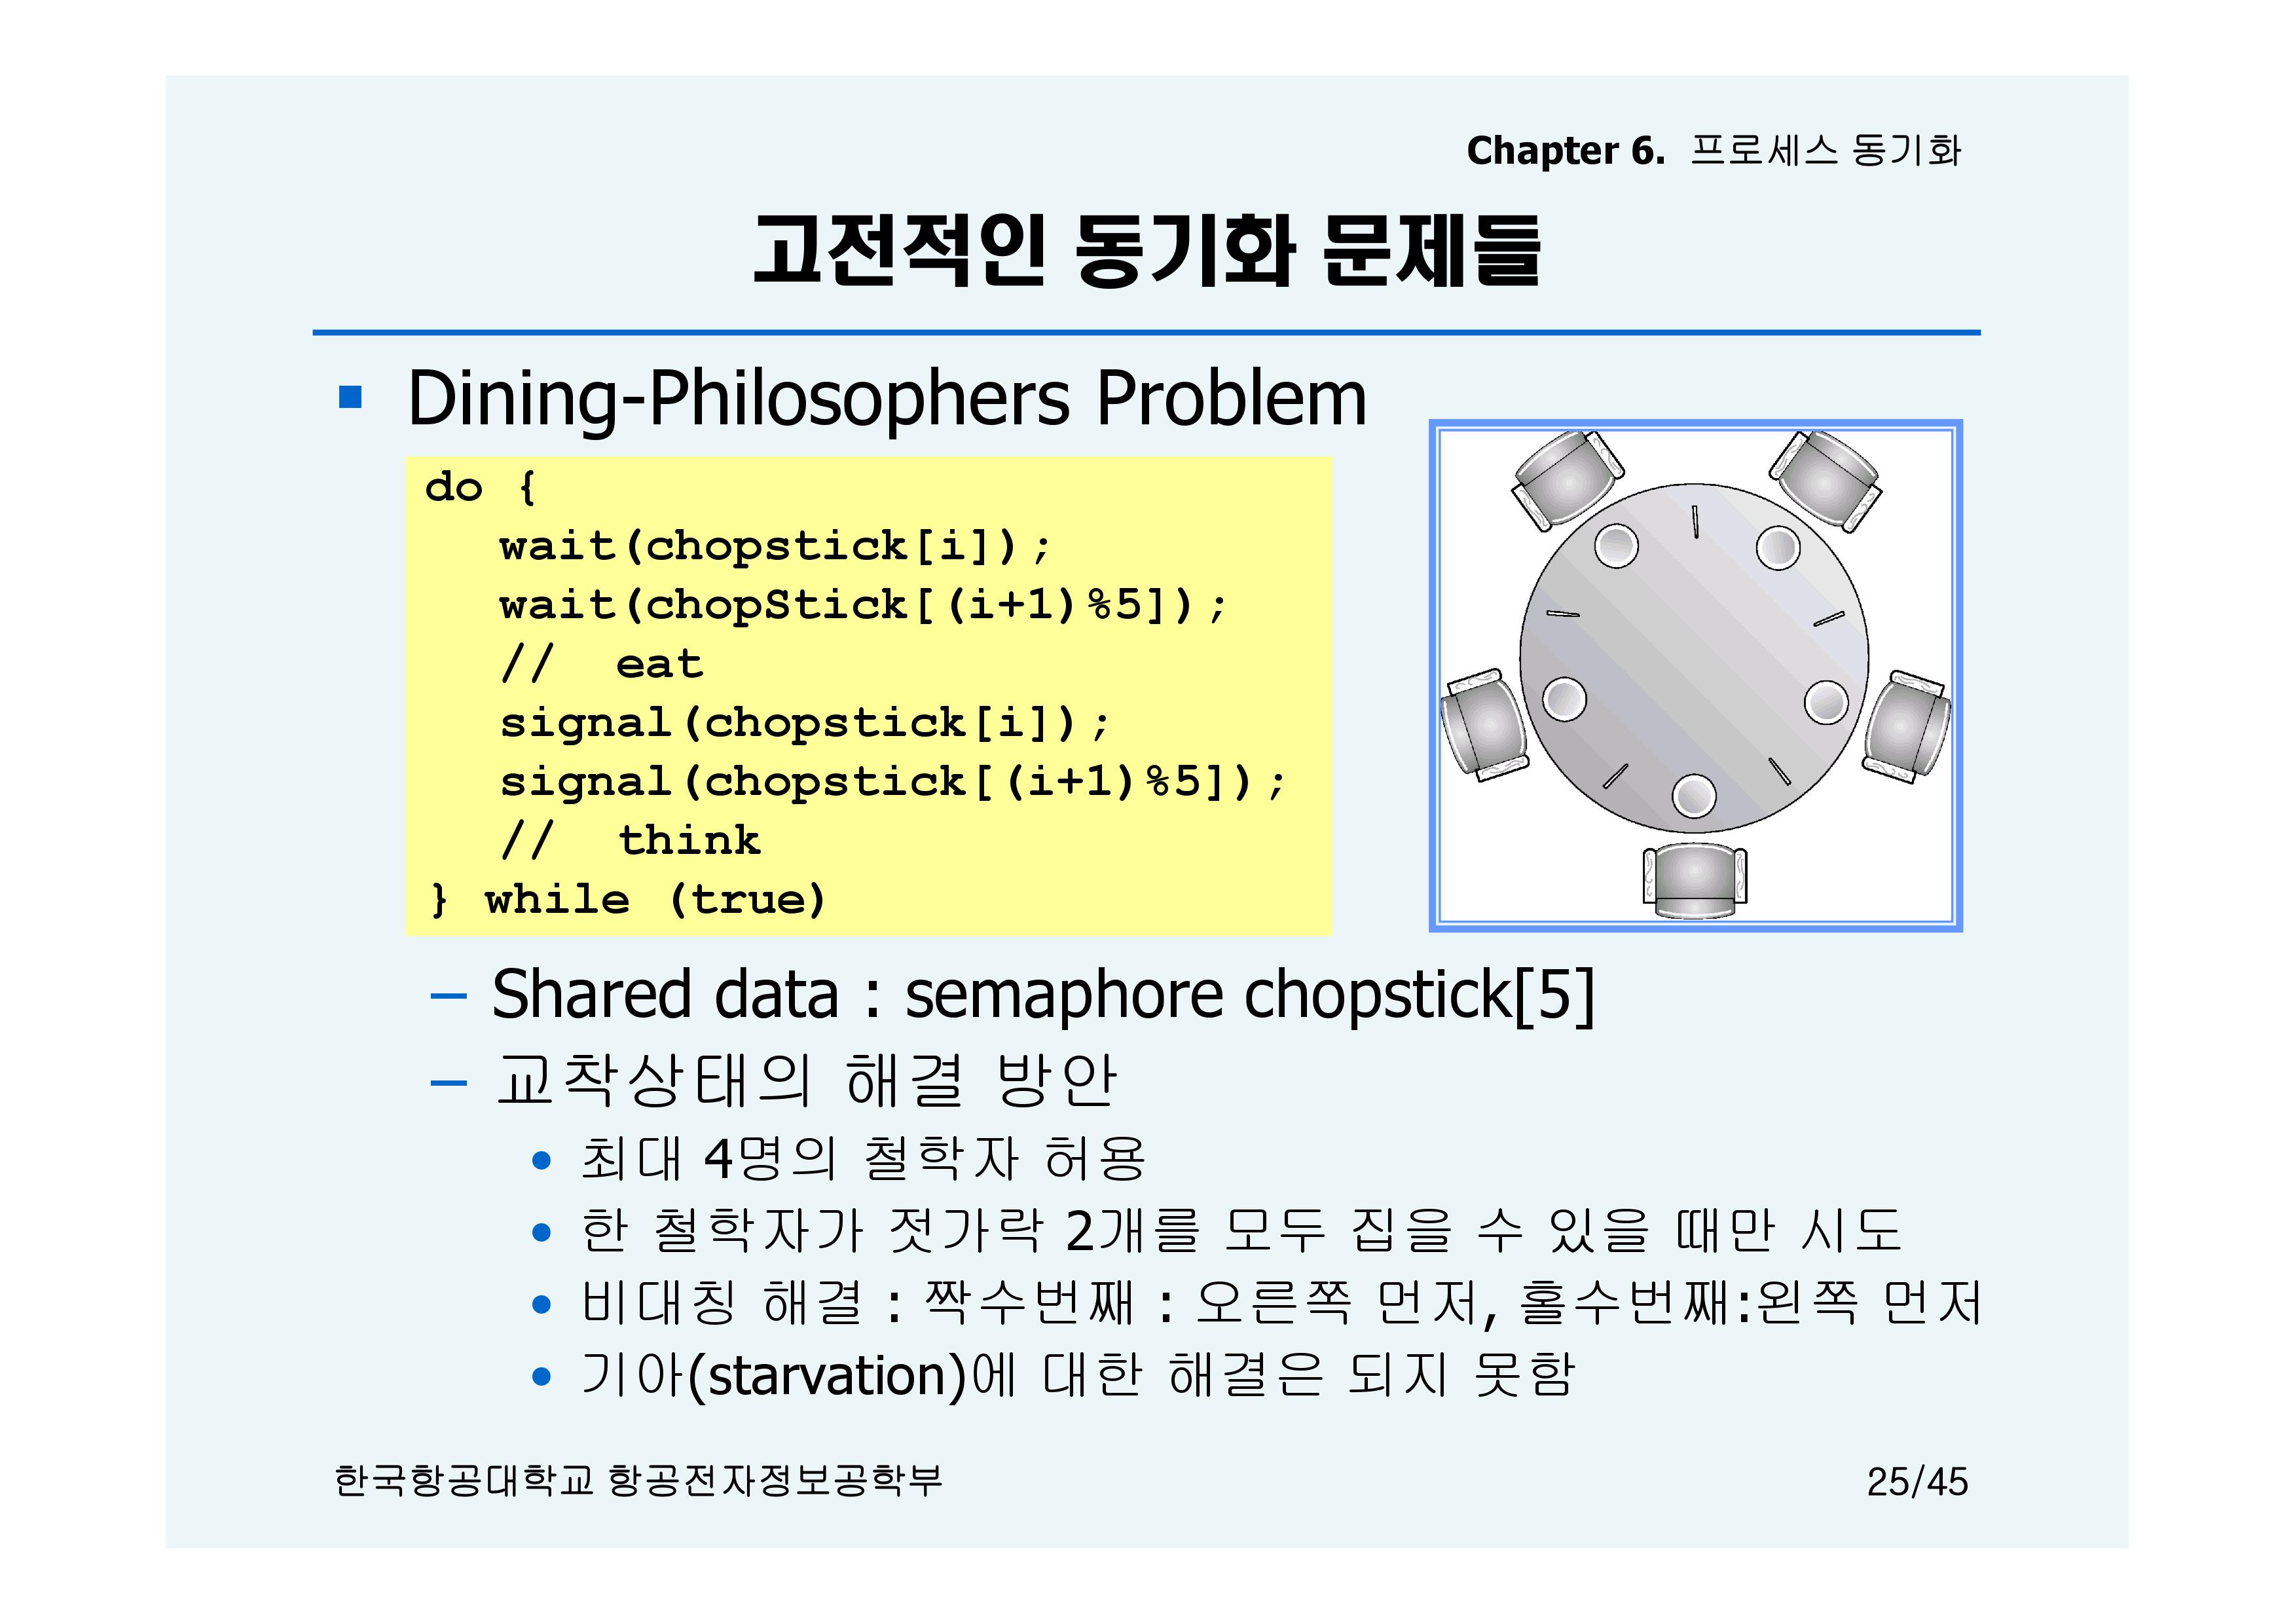 Chapter 6. 프로세스 동기화
고전적인 동기화 문제들
Dining-Philosophers Problem
do {
wait(chopstick[i]);
wait(chopStick[(i+1)%5]);
// eat
signal(chopstick[i]);
signal(chopstick[(i+1)%5]);
// think
} while (true)
– Shared data : semaphore chopstick[5]
– 교착상태의 해결 방안
• 최대 4명의 철학자 허용
• 한 철학자가 젓가락 2개를 모두 집을 수 있을 때만 시도
• 비대칭 해결 : 짝수번째 : 오른쪽 먼저, 홀수번째:왼쪽 먼저
• 기아(starvation)에 대한 해결은 되지 못함
한국항공대학교 항공전자정보공학부
25/45